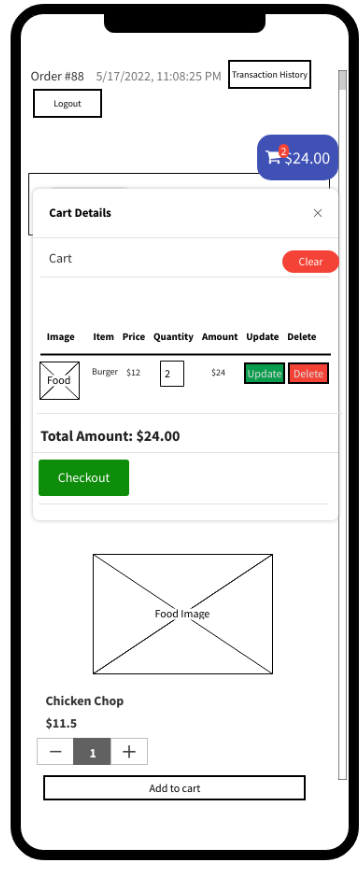 Order #88 5/17/2022, 11:08:25 PM Transaction History
Logout
2 $24.00
Cart Details
Cart Clear
Image Item Price Quantity Amount Update Delete
Food Burger $12 2 $24 Update Delete
Total Amount: $24.00
Checkout
Food Image
Chicken Chop
$11.5
1
Add to cart